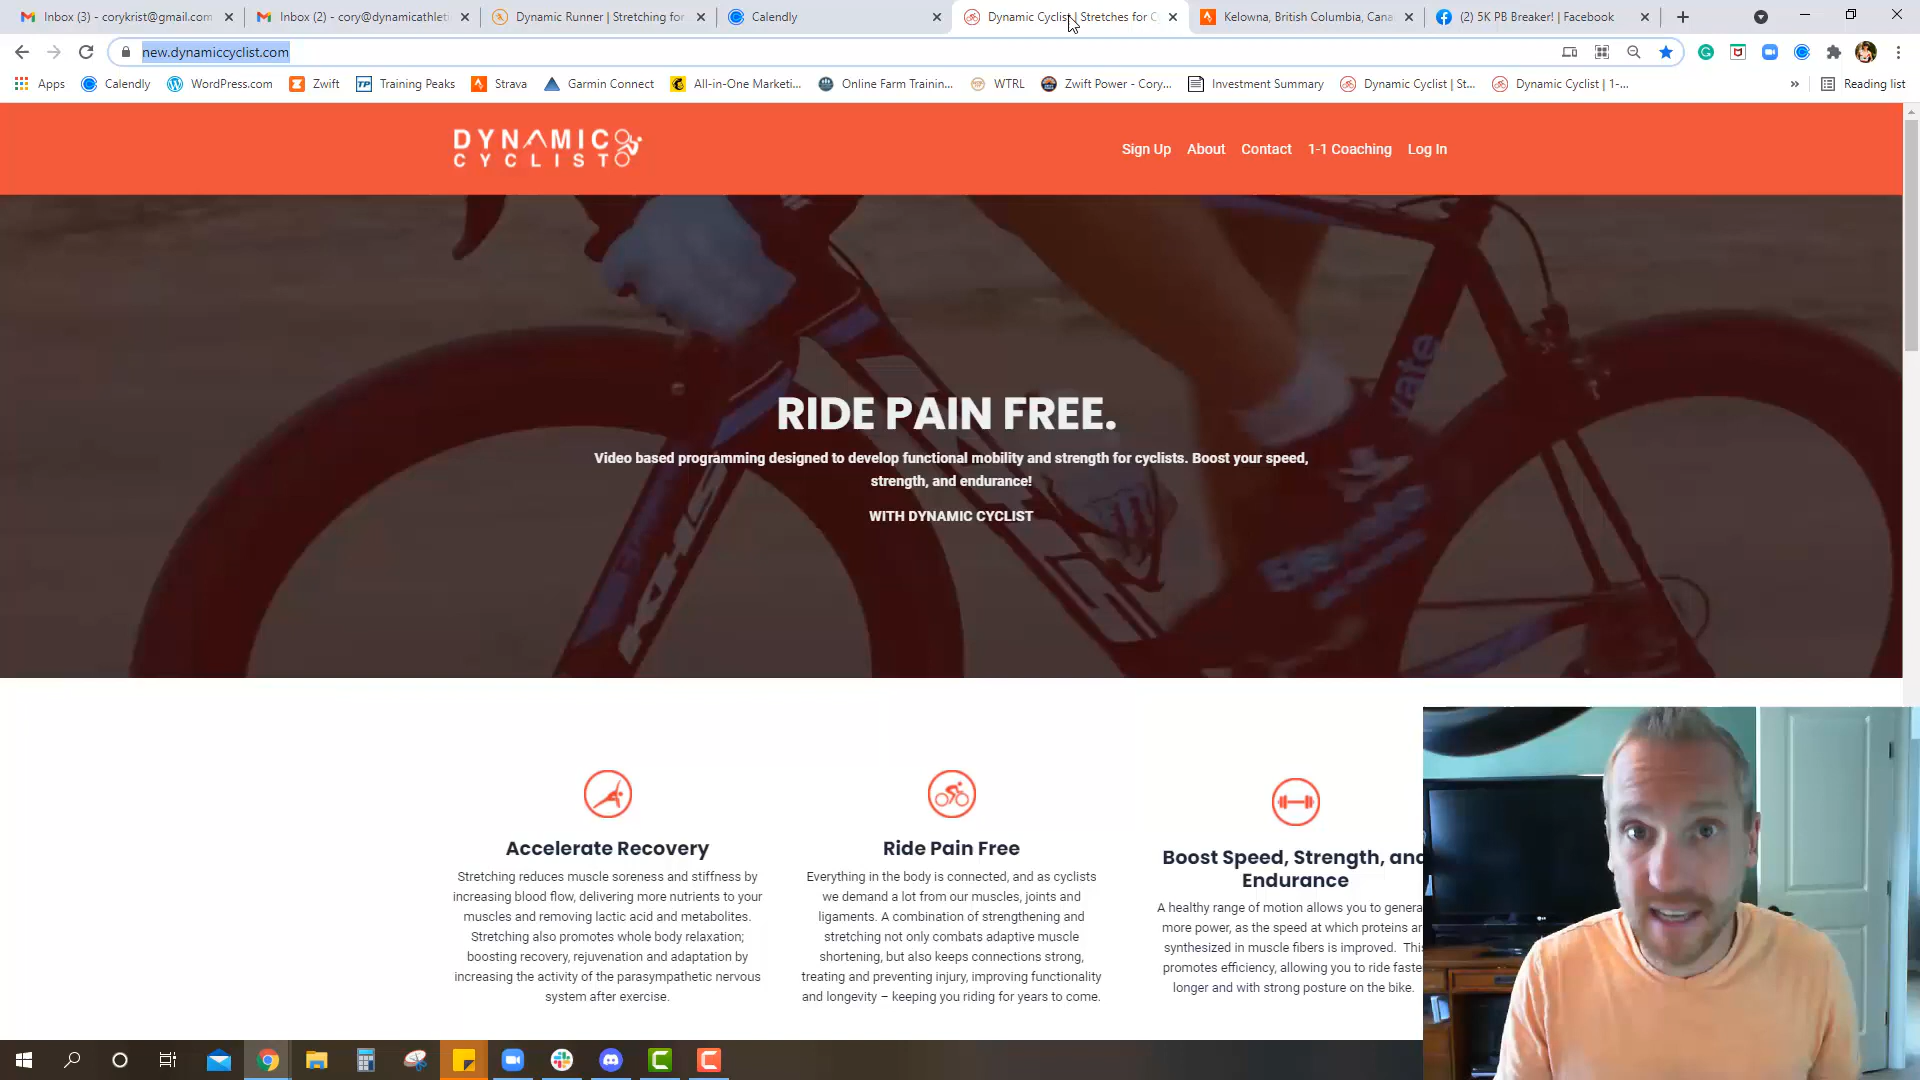 Inbox (3) - corykrist@gmail.com
Inbox (2) - cory@dynamicathleti
Dynamic Runner | Stretching for
Calendly
Dynamic Cyclist | Stretches for C
Kelowna, British Columbia, Cana
(2) 5K PB Breaker! | Facebook
new.dynamiccyclist.com
Apps
Calendly
WordPress.com
Zwift
TP
Training Peaks
Strava
Garmin Connect
All-in-One Marketi...
Online Farm Trainin...
WTRL
Zwift Power - Cory...
Investment Summary
Dynamic Cyclist | St...
Dynamic Cyclist | 1-...
»
Reading list
DYNAMIC
CYCLIST
Sign Up
About
Contact
1-1 Coaching
Log In
RIDE PAIN FREE.
Video based programming designed to develop functional mobility and strength for cyclists. Boost your speed,
strength, and endurance!
WITH DYNAMIC CYCLIST
Accelerate Recovery
Stretching reduces muscle soreness and stiffness by
increasing blood flow, delivering more nutrients to your
muscles and removing lactic acid and metabolites.
Stretching also promotes whole body relaxation;
boosting recovery, rejuvenation and adaptation by
increasing the activity of the parasympathetic nervous
system after exercise.
Ride Pain Free
Everything in the body is connected, and as cyclists
we demand a lot from our muscles, joints and
ligaments. A combination of strengthening and
stretching not only combats adaptive muscle
shortening, but also keeps connections strong,
treating and preventing injury, improving functionality
and longevity – keeping you riding for years to come.
Boost Speed, Strength, and
Endurance
A healthy range of motion allows you to genera
more power, as the speed at which proteins ar
synthesized in muscle fibers is improved. This
promotes efficiency, allowing you to ride faste
longer and with strong posture on the bike.